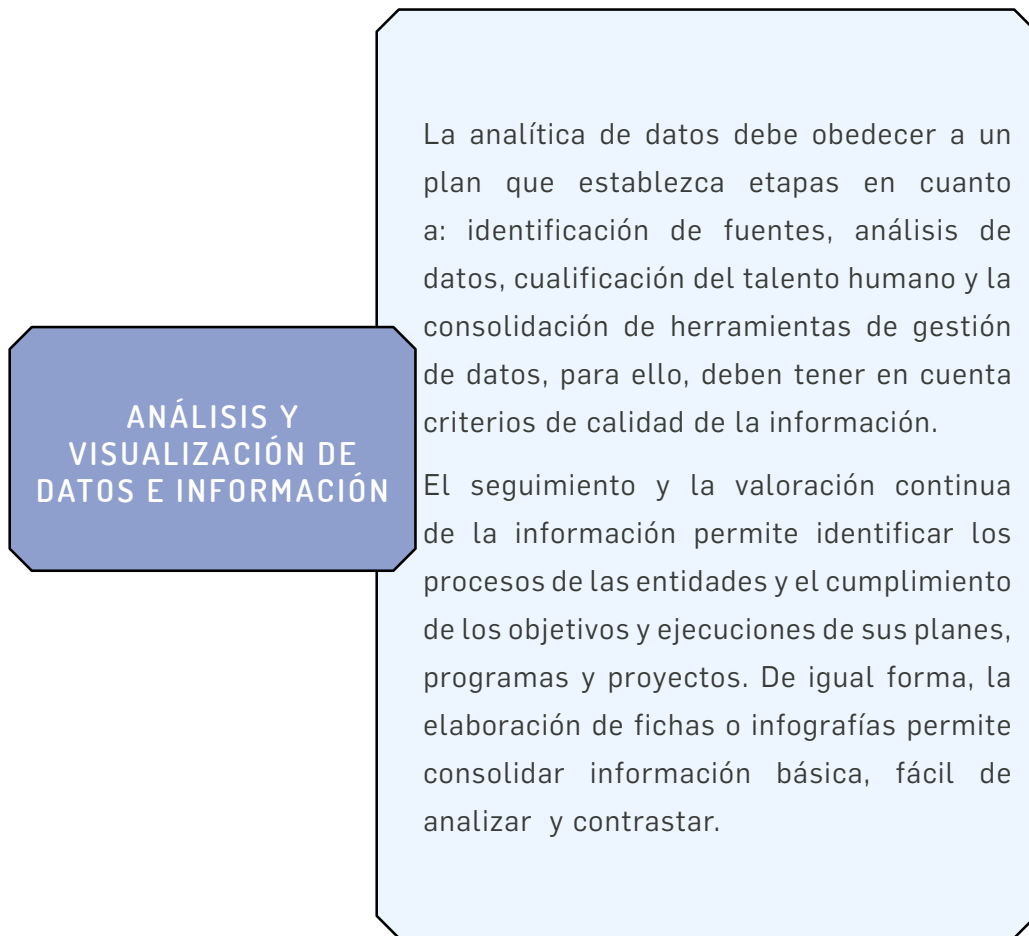 ANÁLISIS Y
VISUALIZACIÓN DE
DATOS E INFORMACIÓN
La analítica de datos debe obedecer a un
plan que establezca etapas en cuanto
a: identificación de fuentes, análisis de
datos, cualificación del talento humano y la
consolidación de herramientas de gestión
de datos, para ello, deben tener en cuenta
criterios de calidad de la información.
El seguimiento y la valoración continua
de la información permite identificar los
procesos de las entidades y el cumplimiento
de los objetivos y ejecuciones de sus planes,
programas y proyectos. De igual forma, la
elaboración de fichas o infografías permite
consolidar información básica, fácil de
analizar y contrastar.